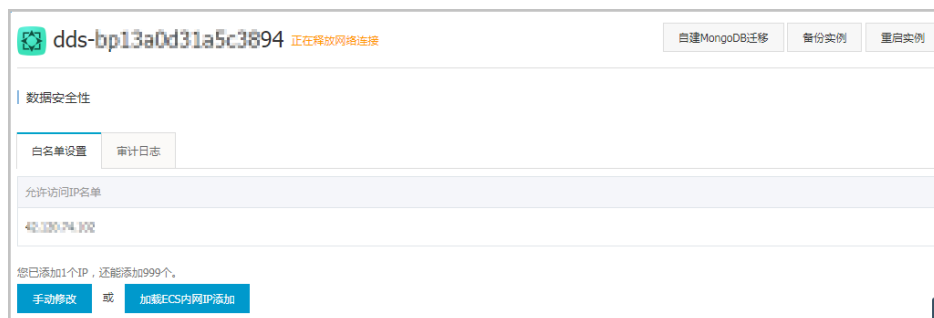 dds-bp13a0d31a5c3894 正在释放网络连接
自建MongoDB迁移 备份实例 重启实例
数据安全性
白名单设置 审计日志
允许访问IP名单
您已添加1个IP，还能添加999个。
手动修改 或 加载ECS内网IP添加